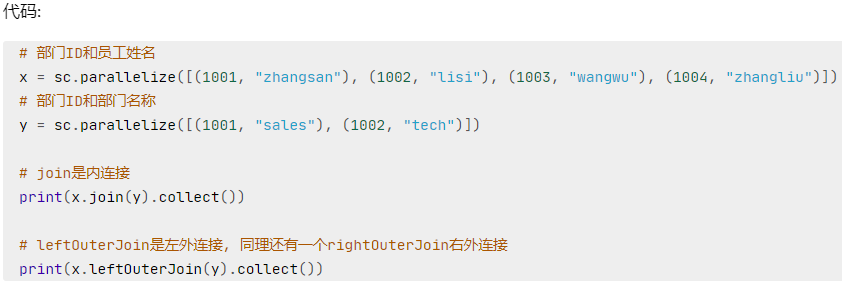 代码:
# 部门ID和员工姓名
x = sc.parallelize([(1001, "zhangsan"), (1002, "lisi"), (1003, "wangwu"), (1004, "zhangliu")])
# 部门ID和部门名称
y = sc.parallelize([(1001, "sales"), (1002, "tech")])
# join是内连接
print(x.join(y).collect())
# leftOuterJoin是左外连接, 同理还有一个rightOuterJoin右外连接
print(x.leftOuterJoin(y).collect())